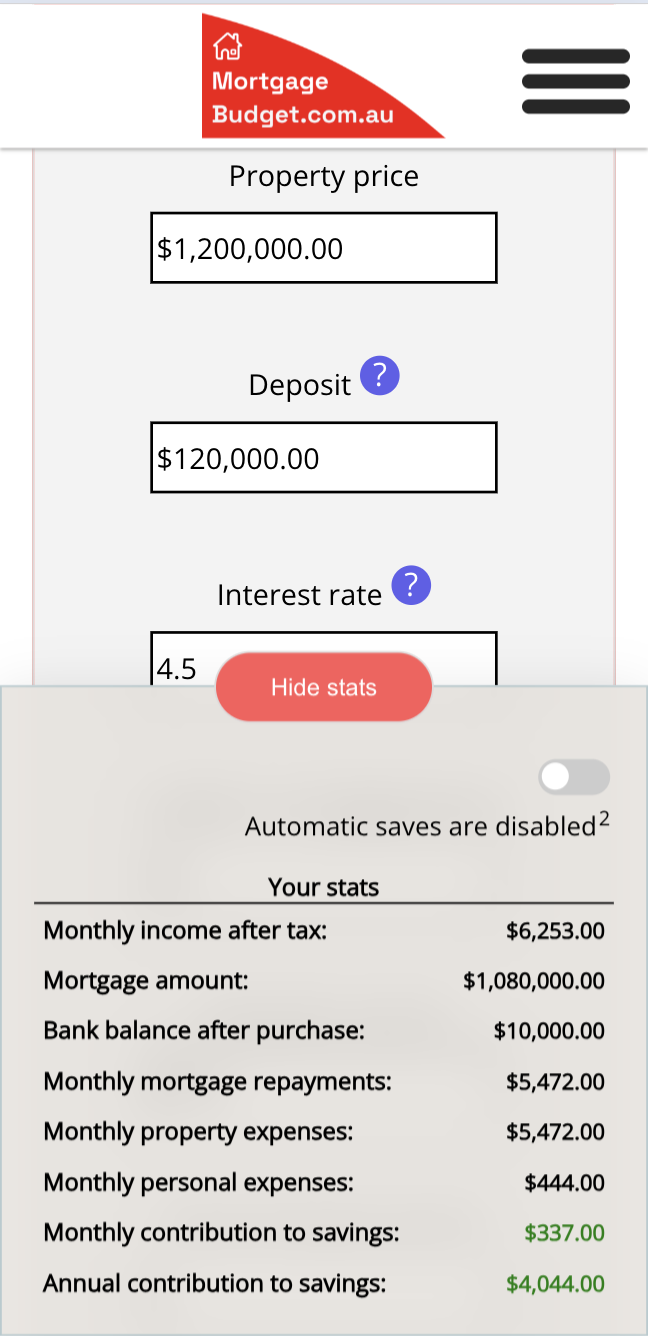 Mortgage
Budget.com.au
Property price
$1,200,000.00
Deposit ?
$120,000.00
Interest rate ?
4.5
Hide stats
Automatic saves are disabled2
Your stats
Monthly income after tax: $6,253.00
Mortgage amount: $1,080,000.00
Bank balance after purchase: $10,000.00
Monthly mortgage repayments: $5,472.00
Monthly property expenses: $5,472.00
Monthly personal expenses: $444.00
Monthly contribution to savings: $337.00
Annual contribution to savings: $4,044.00